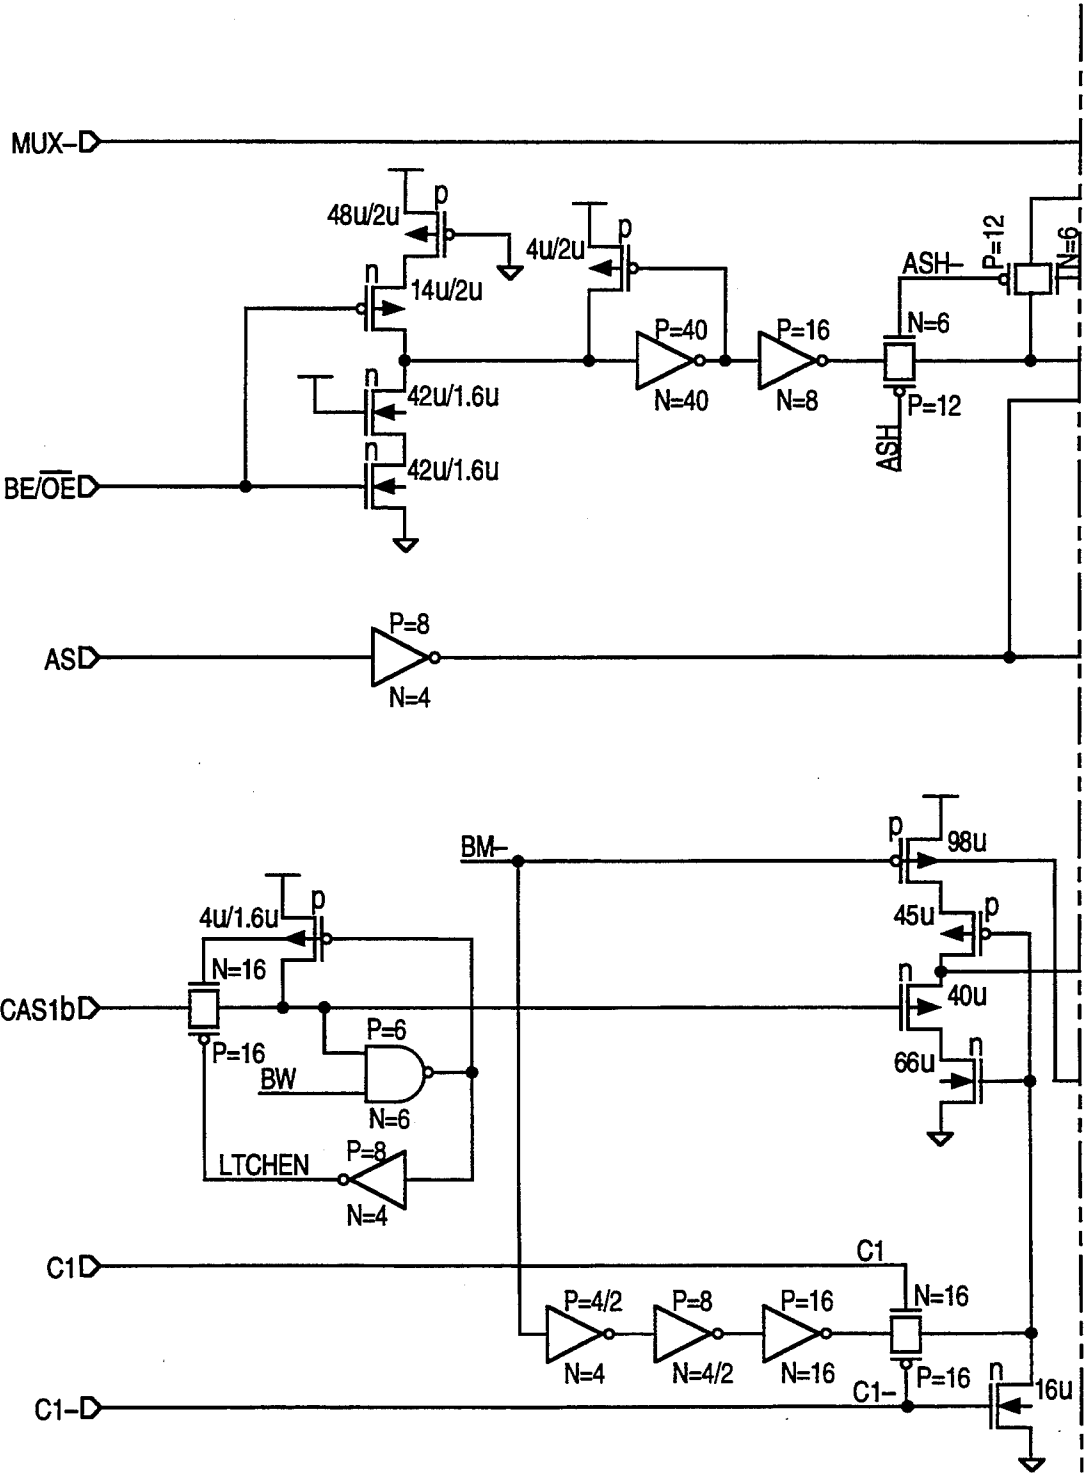 MUX–
p
48u/2u
p
4u/2u
n
14u/2u
ASH–
P=12
N=6
N=6
P=40
P=16
n
42u/1.6u
N=40
N=8
P=12
ASH
n
42u/1.6u
BE/OE
P=8
AS
N=4
BM–
p
98u
4u/1.6u
p
45u
p
N=16
n
CAS1b
40u
P=6
P=16
66u
n
BW
N=6
P=8
LTCHEN
N=4
C1
C1
P=4/2
P=8
P=16
N=16
N=4
N=4/2
N=16
P=16
n
C1–
16u
C1–